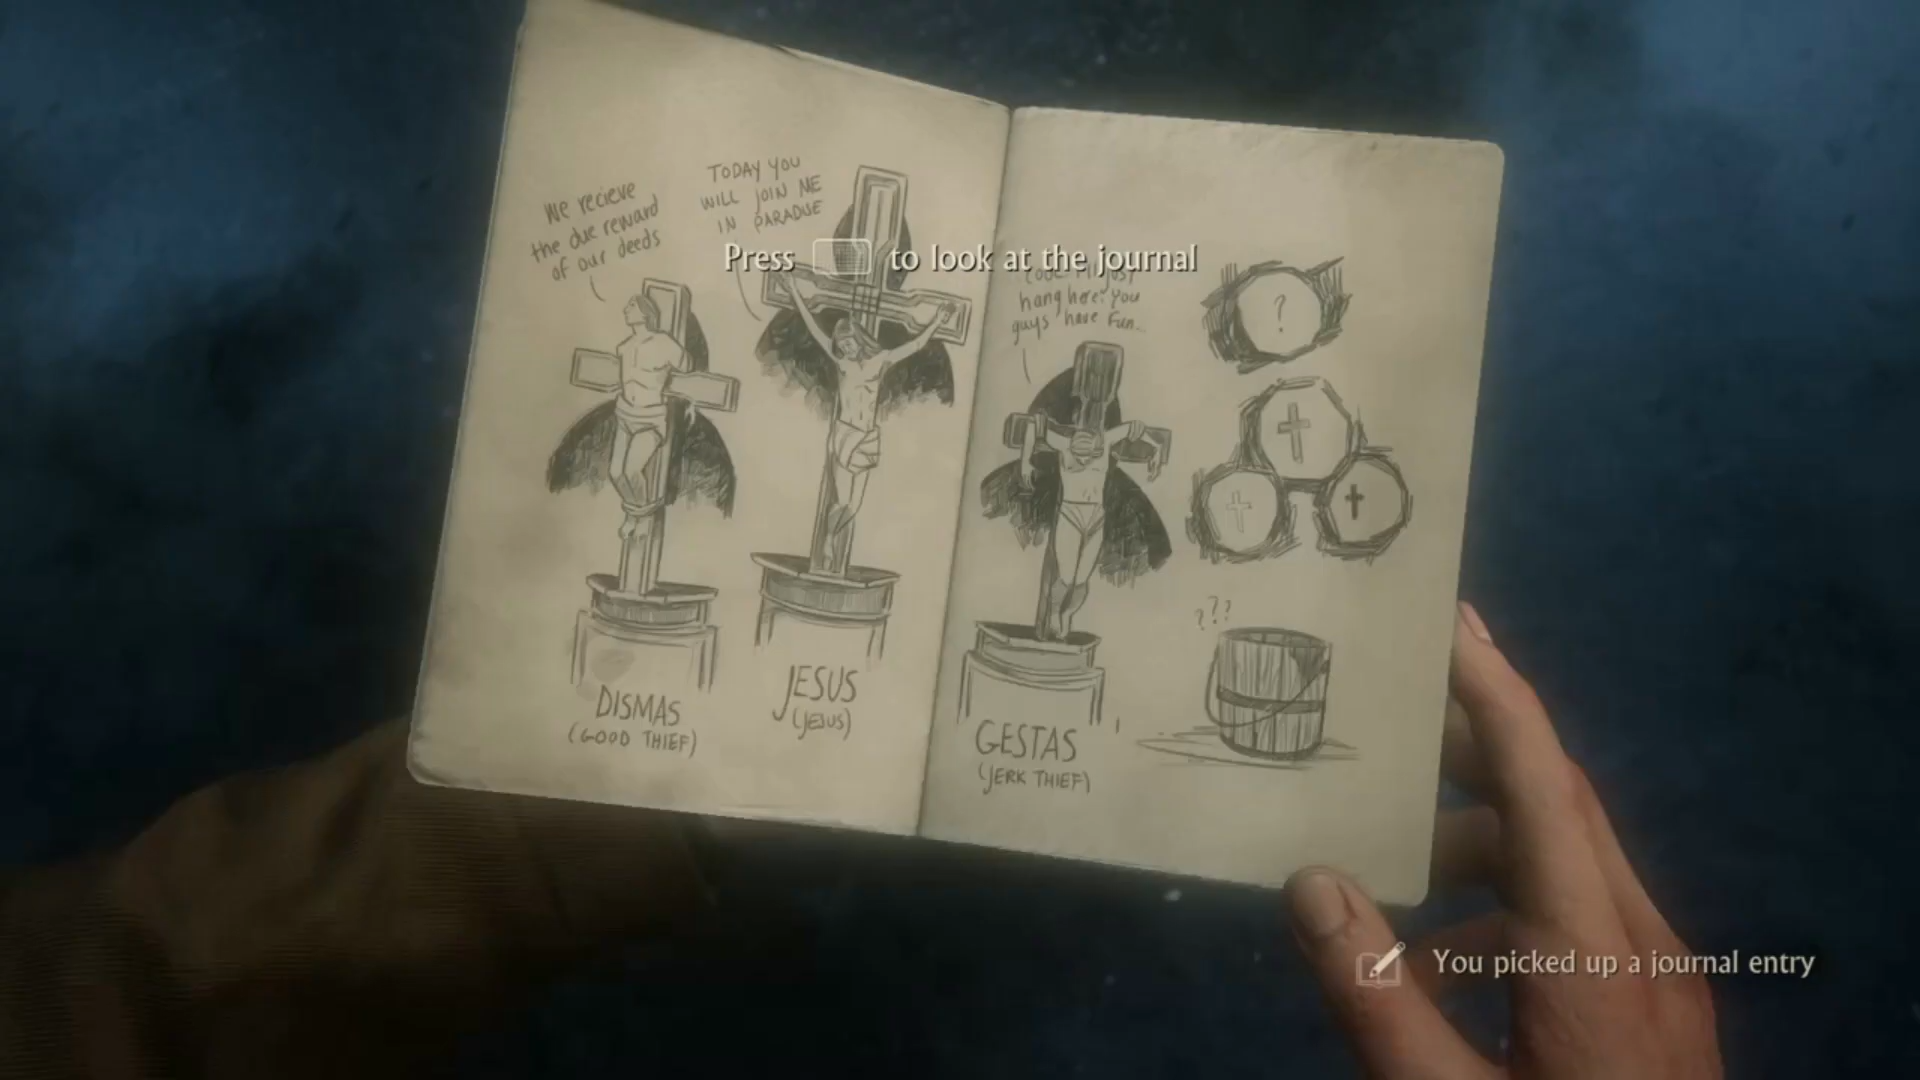 We recieve
the due reward
of our deeds
TODAY YOU
WILL JOIN ME
IN PARADISE
Press to look at the journal
hang here. You
guys have fun...
?
???
DISMAS
(GOOD THIEF)
JESUS
(JESUS)
GESTAS
(JERK THIEF)
You picked up a journal entry